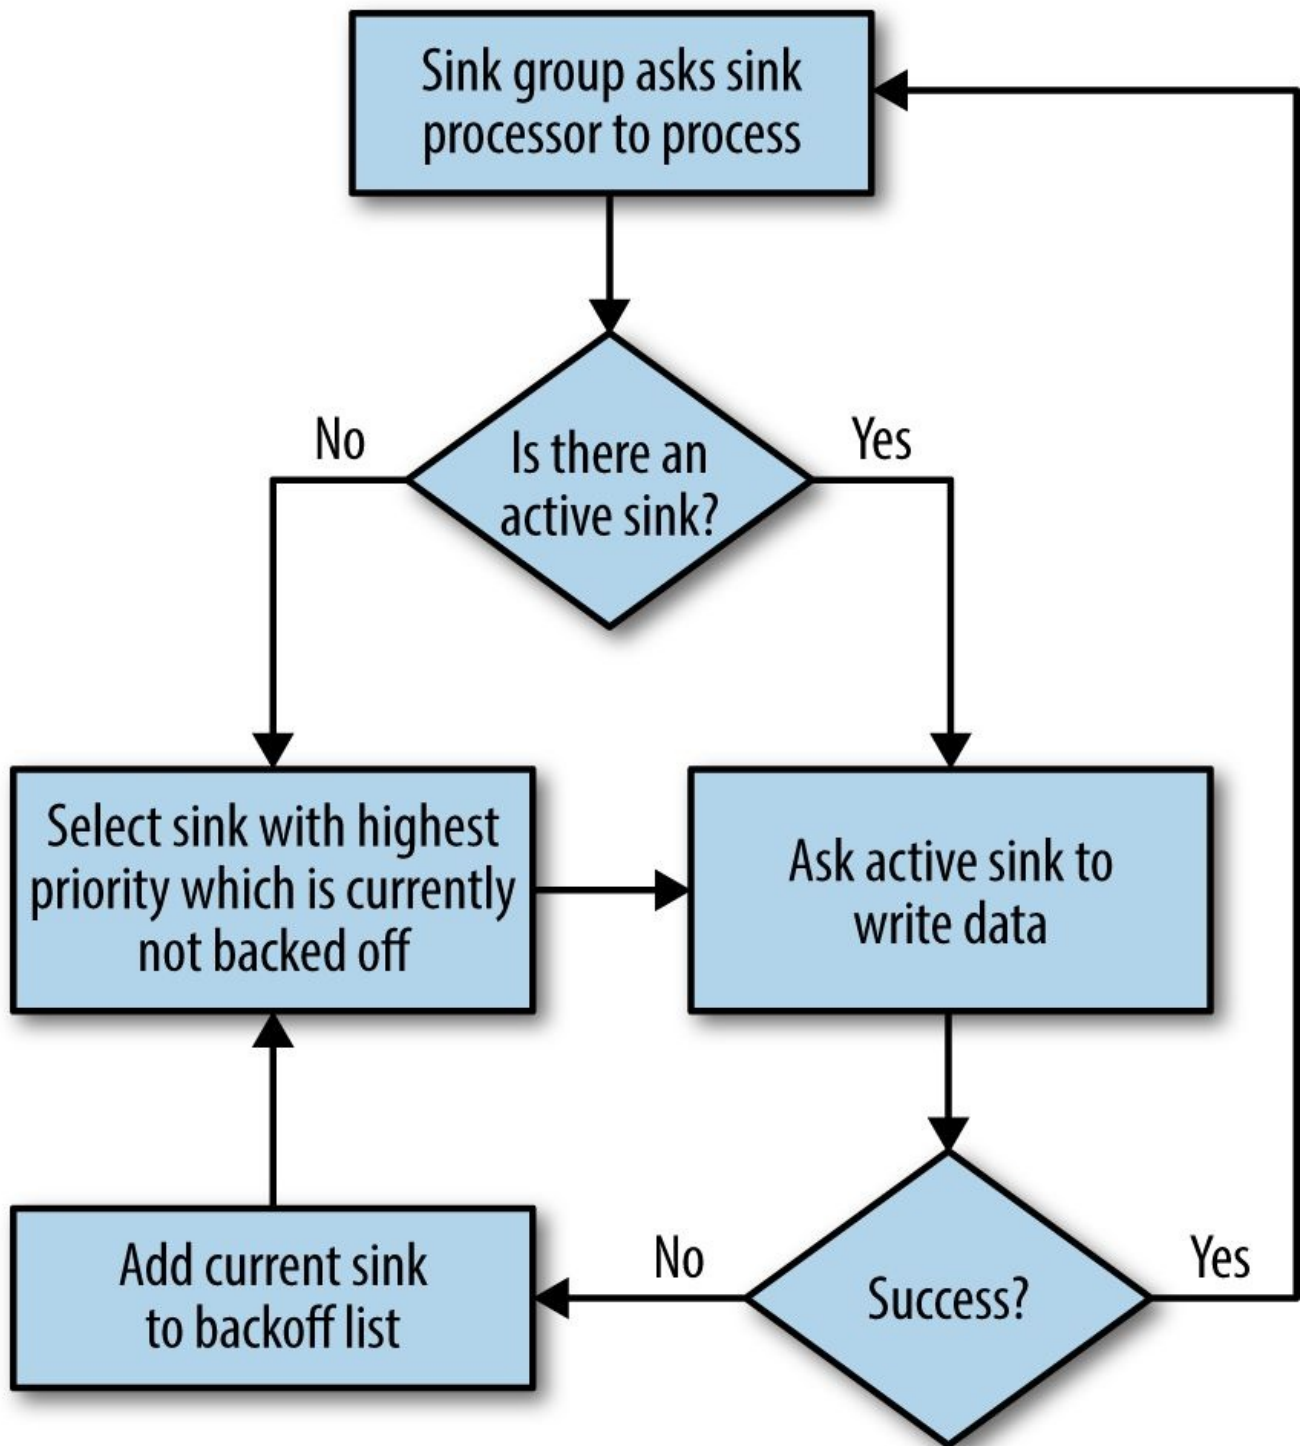 Sink group asks sink
processor to process
Is there an
active sink?
No
Yes
Select sink with highest
priority which is currently
not backed off
Ask active sink to
write data
Add current sink
to backoff list
No
Success?
Yes